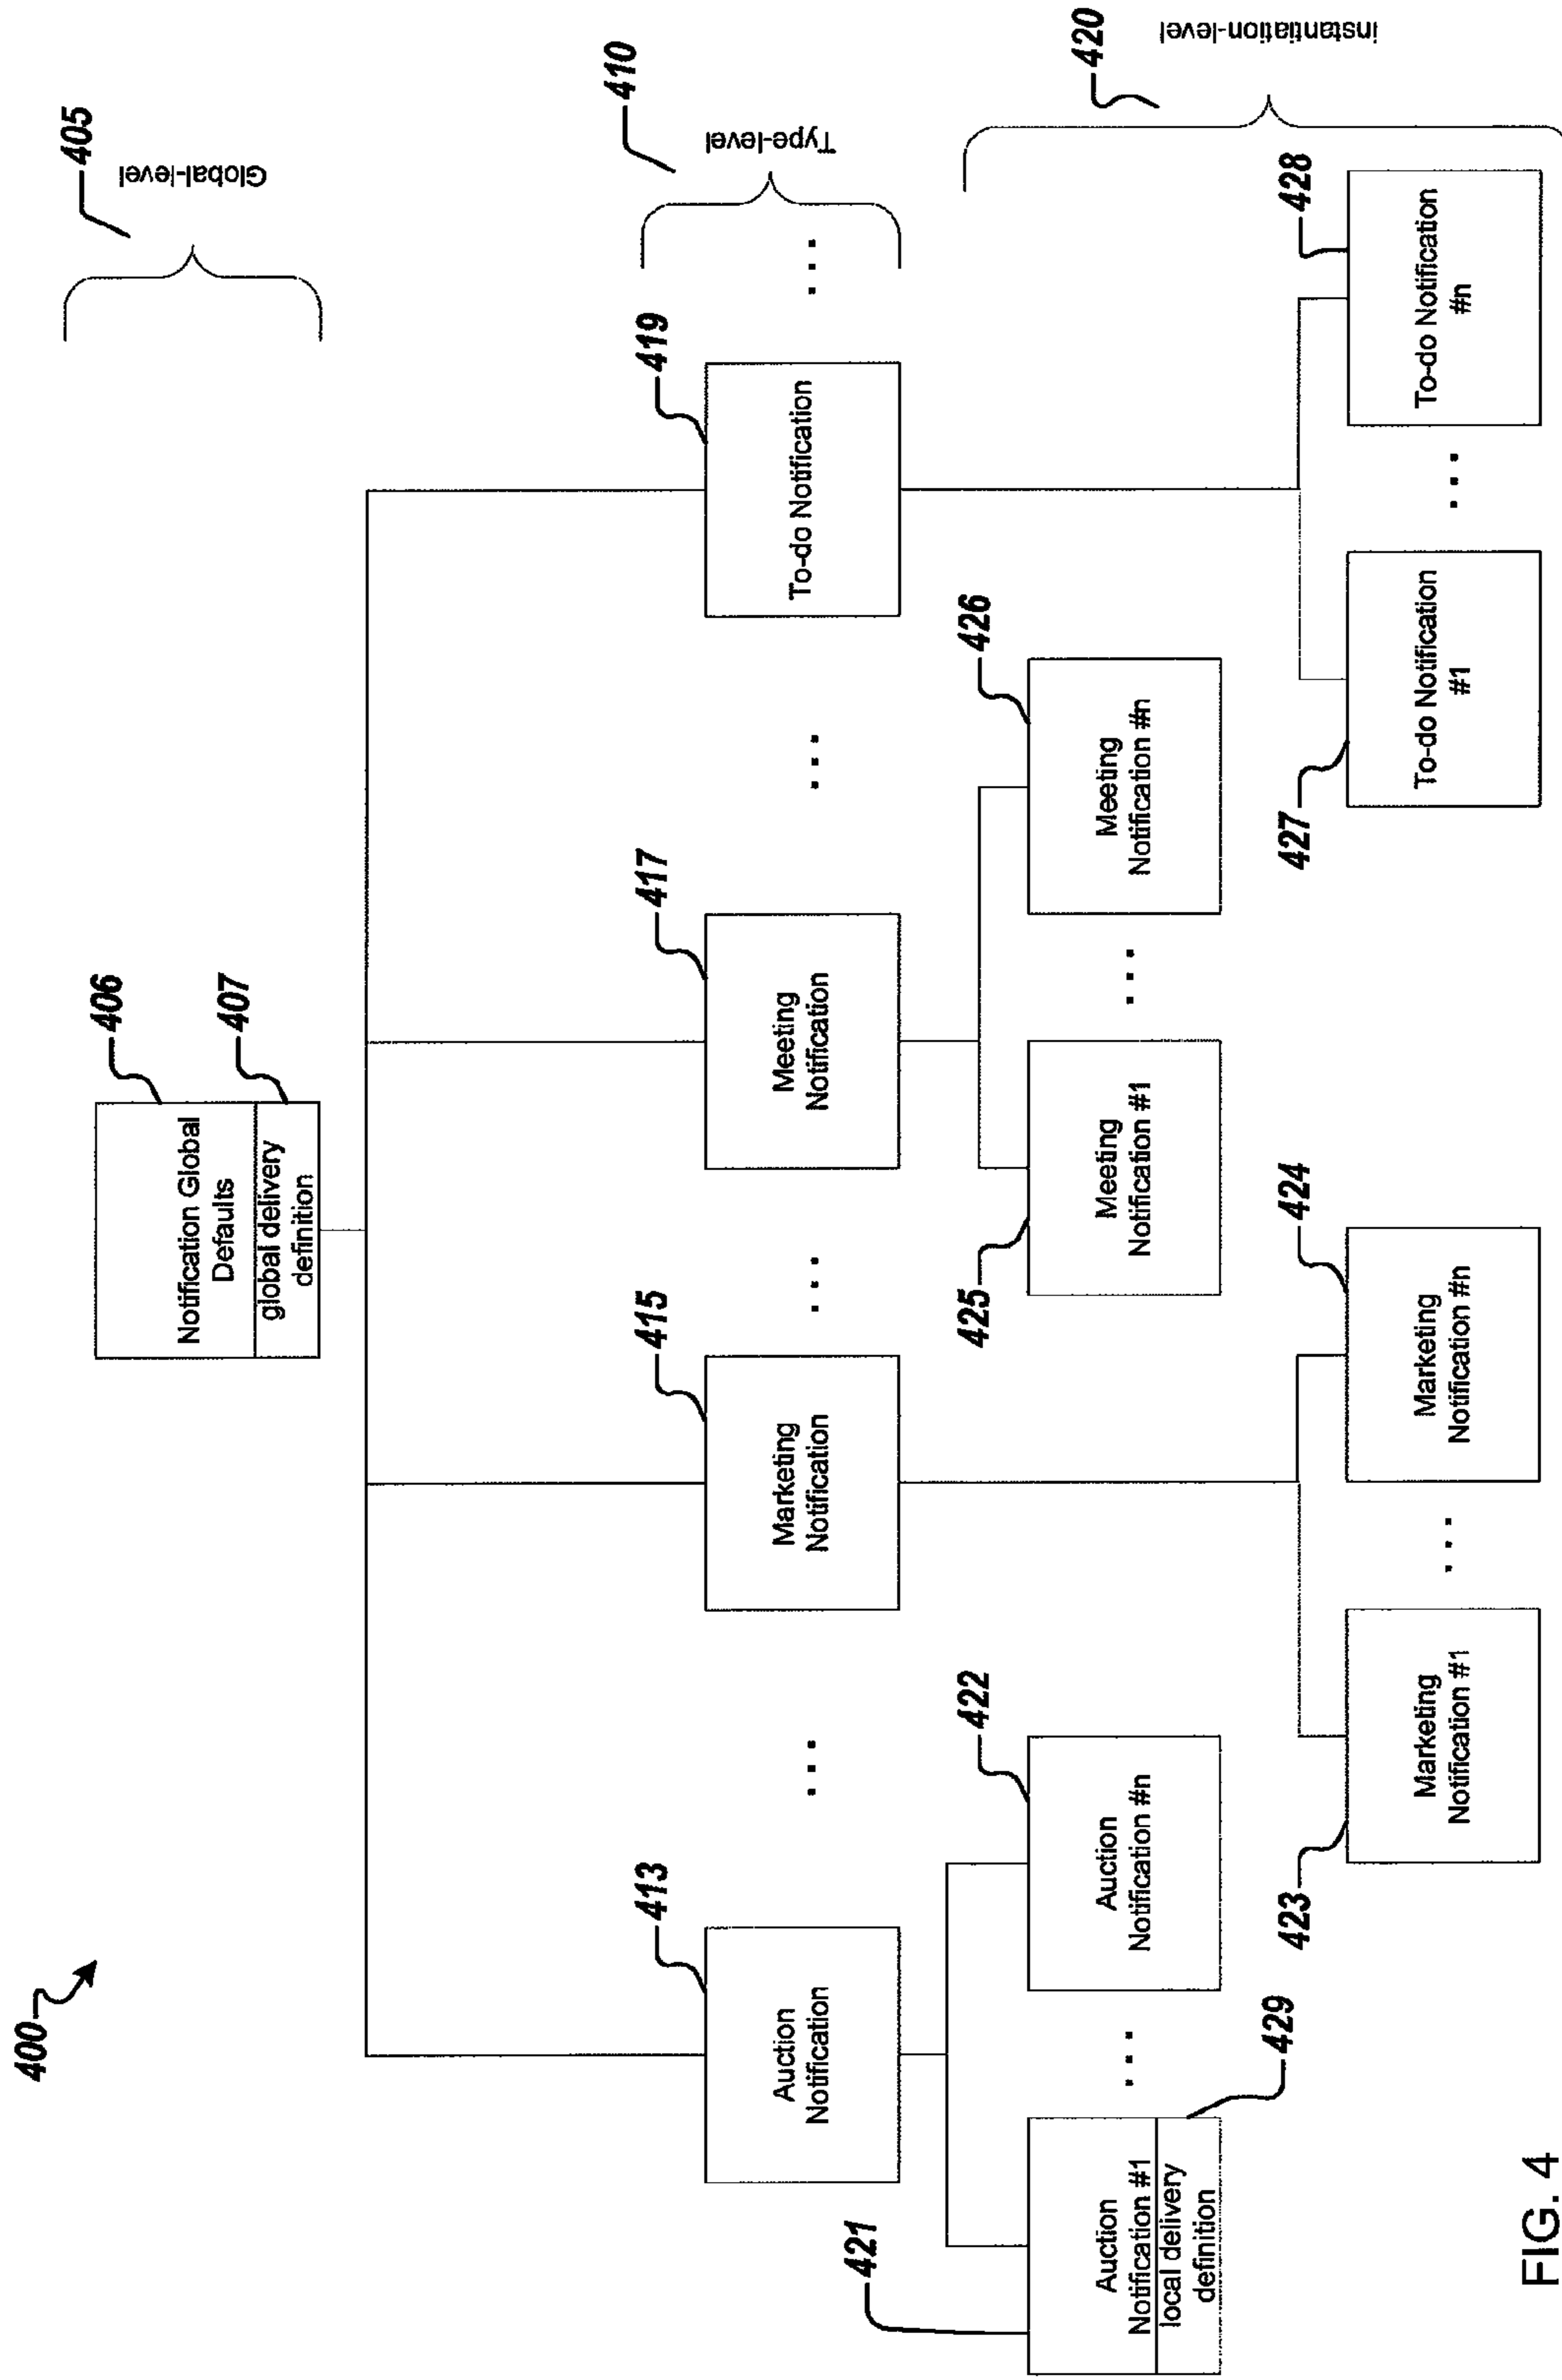 400
406
Notification Global
Defaults
407
global delivery
definition
405
Global-level
413
Auction
Notification
...
415
Marketing
Notification
...
417
Meeting
Notification
...
419
To-do Notification
...
410
Type-level
421
Auction
Notification #1
local delivery
definition
429
...
422
Auction
Notification #n
425
Meeting
Notification #1
...
426
Meeting
Notification #n
420
instantiation-level
423
Marketing
Notification #1
...
424
Marketing
Notification #n
427
To-do Notification
#1
...
428
To-do Notification
#n
FIG. 4